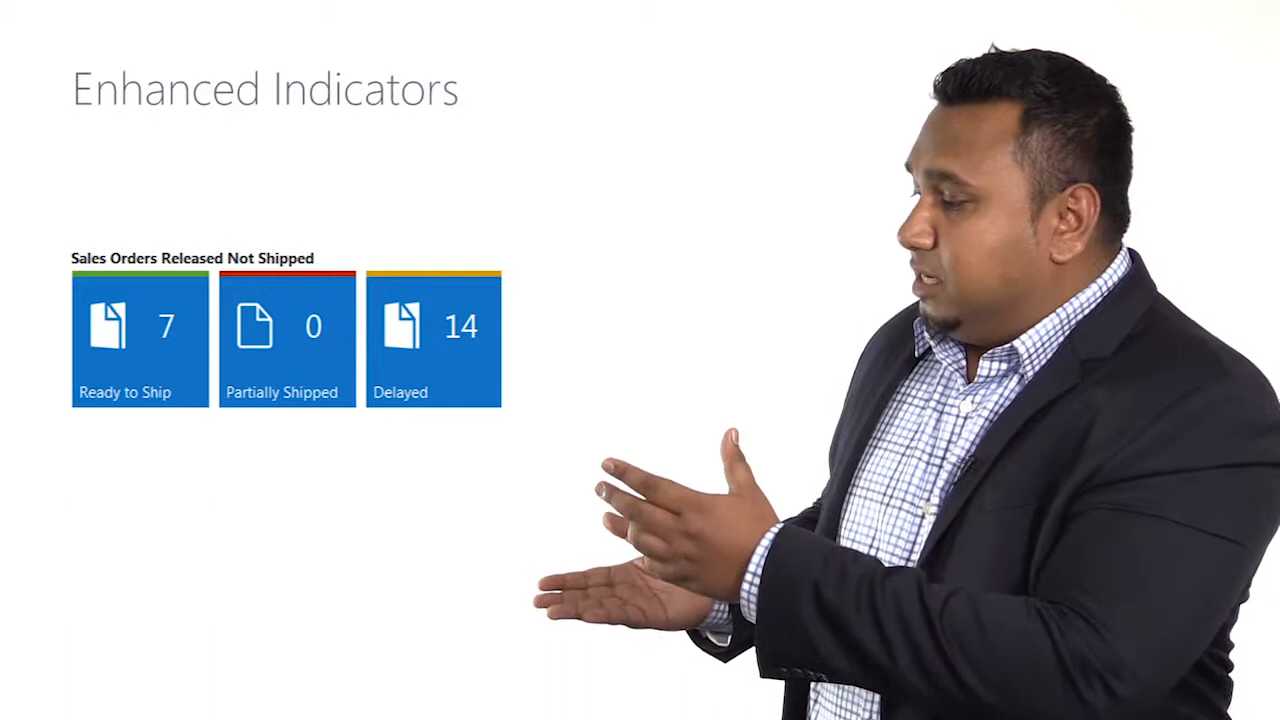 Enhanced Indicators
Sales Orders Released Not Shipped
7 0 14
Ready to Ship Partially Shipped Delayed